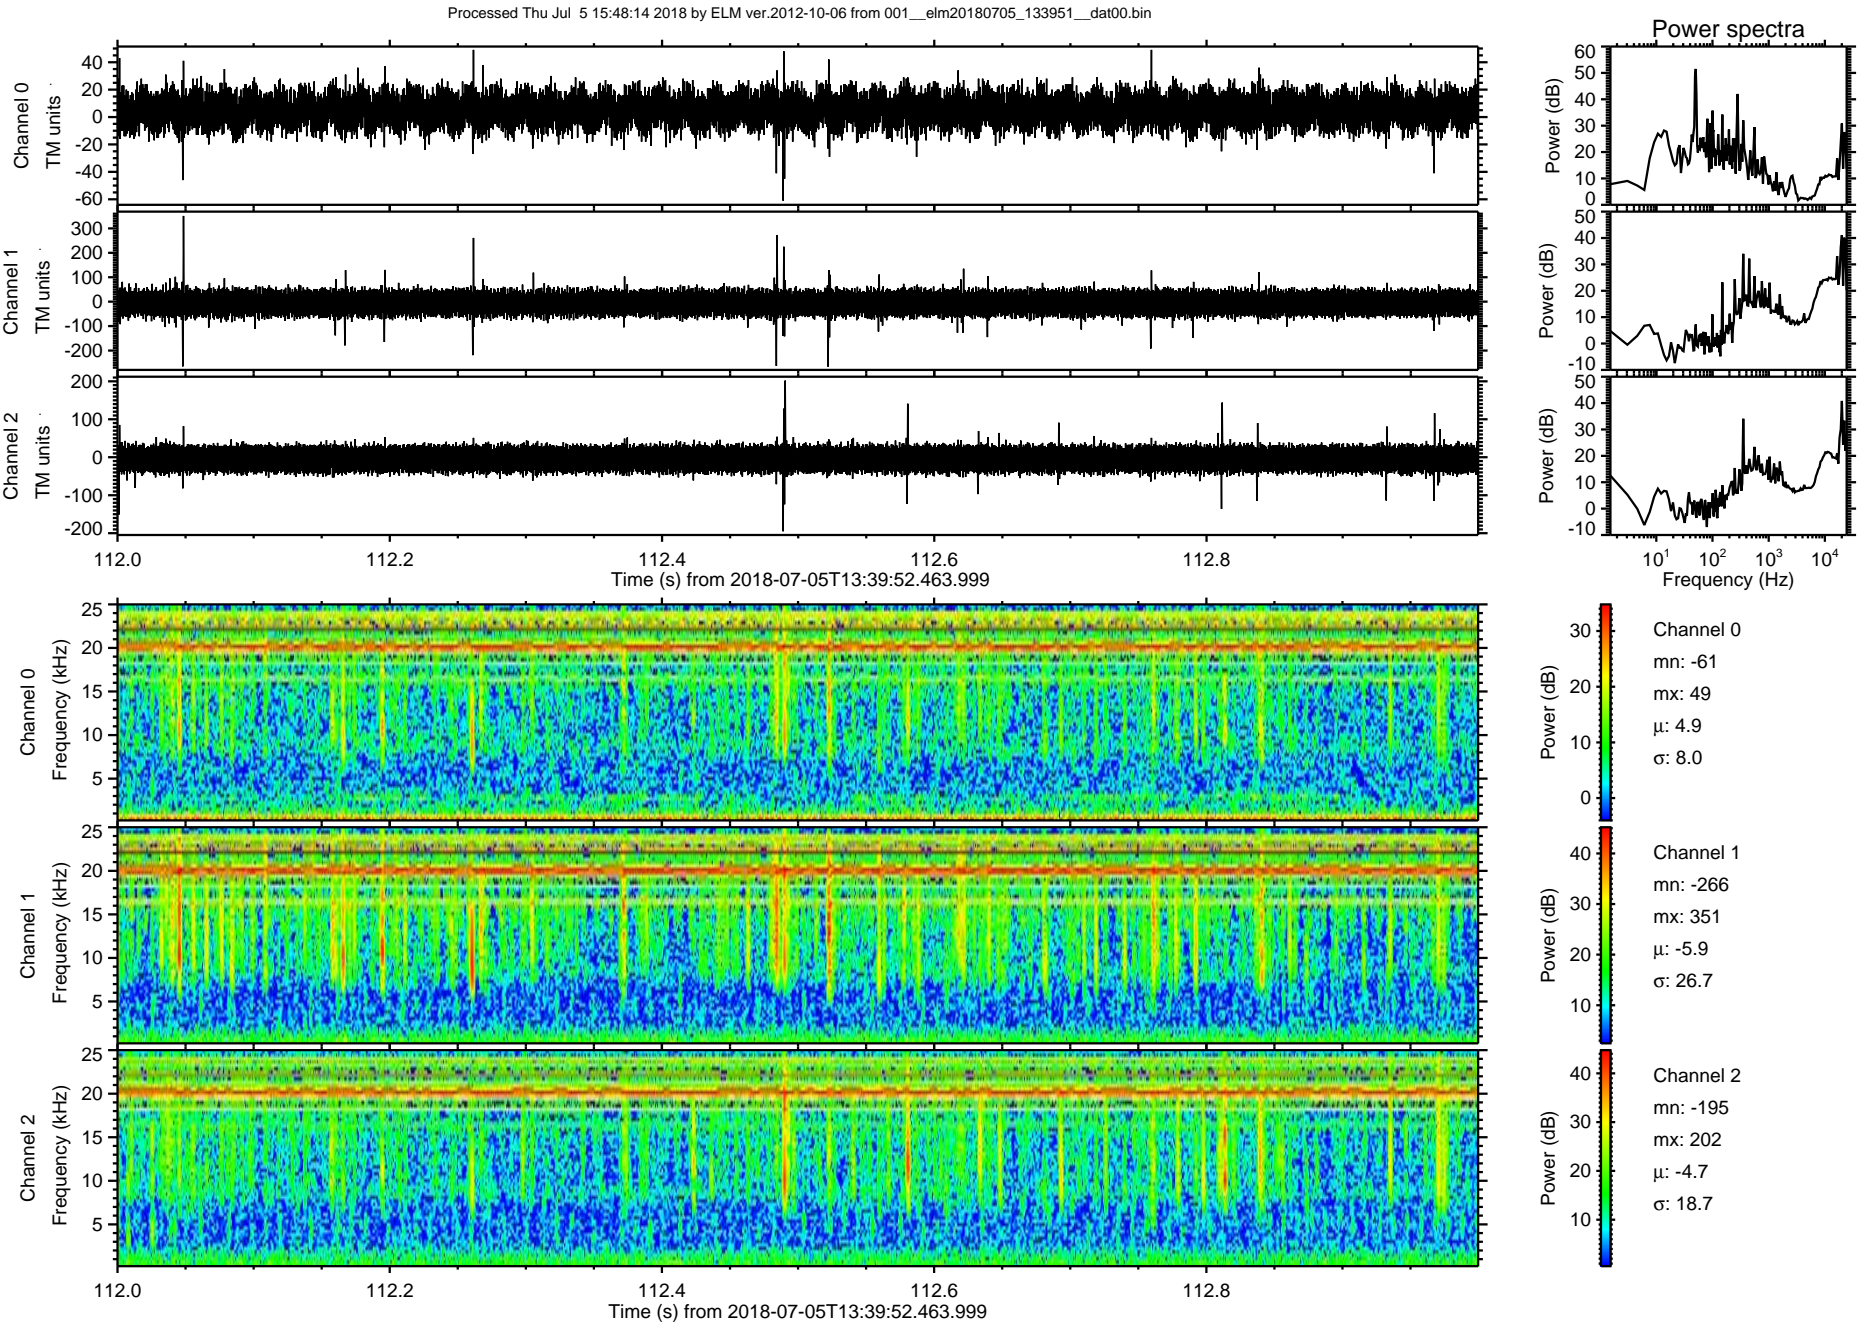 Processed Thu Jul 5 15:48:14 2018 by ELM ver.2012-10-06 from 001__elm20180705_133951__dat00.bin
Power spectra
Channel 0
TM units
40
20
0
-20
-40
-60
Power (dB)
60
50
40
30
20
10
0
Channel 1
TM units
300
200
100
0
-100
-200
Power (dB)
50
40
30
20
10
0
-10
Channel 2
TM units
200
100
0
-100
-200
Power (dB)
50
40
30
20
10
0
-10
112.0 112.2 112.4 112.6 112.8
Time (s) from 2018-07-05T13:39:52.463.999
10^1 10^2 10^3 10^4
Frequency (Hz)
Channel 0
Frequency (kHz)
25
20
15
10
5
Power (dB)
30
20
10
0
Channel 0
mn: -61
mx: 49
μ: 4.9
σ: 8.0
Channel 1
Frequency (kHz)
25
20
15
10
5
Power (dB)
40
30
20
10
Channel 1
mn: -266
mx: 351
μ: -5.9
σ: 26.7
Channel 2
Frequency (kHz)
25
20
15
10
5
Power (dB)
40
30
20
10
Channel 2
mn: -195
mx: 202
μ: -4.7
σ: 18.7
112.0 112.2 112.4 112.6 112.8
Time (s) from 2018-07-05T13:39:52.463.999